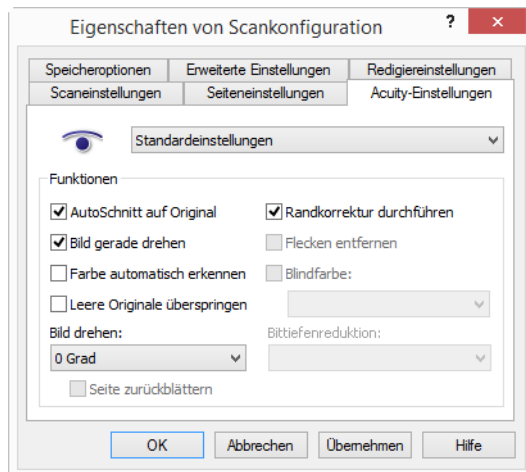 Eigenschaften von Scankonfiguration
Speicheroptionen Erweiterte Einstellungen Redigiereinstellungen
Scaneinstellungen Seiteneinstellungen Acuity-Einstellungen
Standardeinstellungen
Funktionen
AutoSchnitt auf Original Randkorrektur durchführen
Bild gerade drehen Flecken entfernen
Farbe automatisch erkennen Blindfarbe:
Leere Originale überspringen
Bild drehen: Bittiefenreduktion:
0 Grad
Seite zurückblättern
OK Abbrechen Übernehmen Hilfe